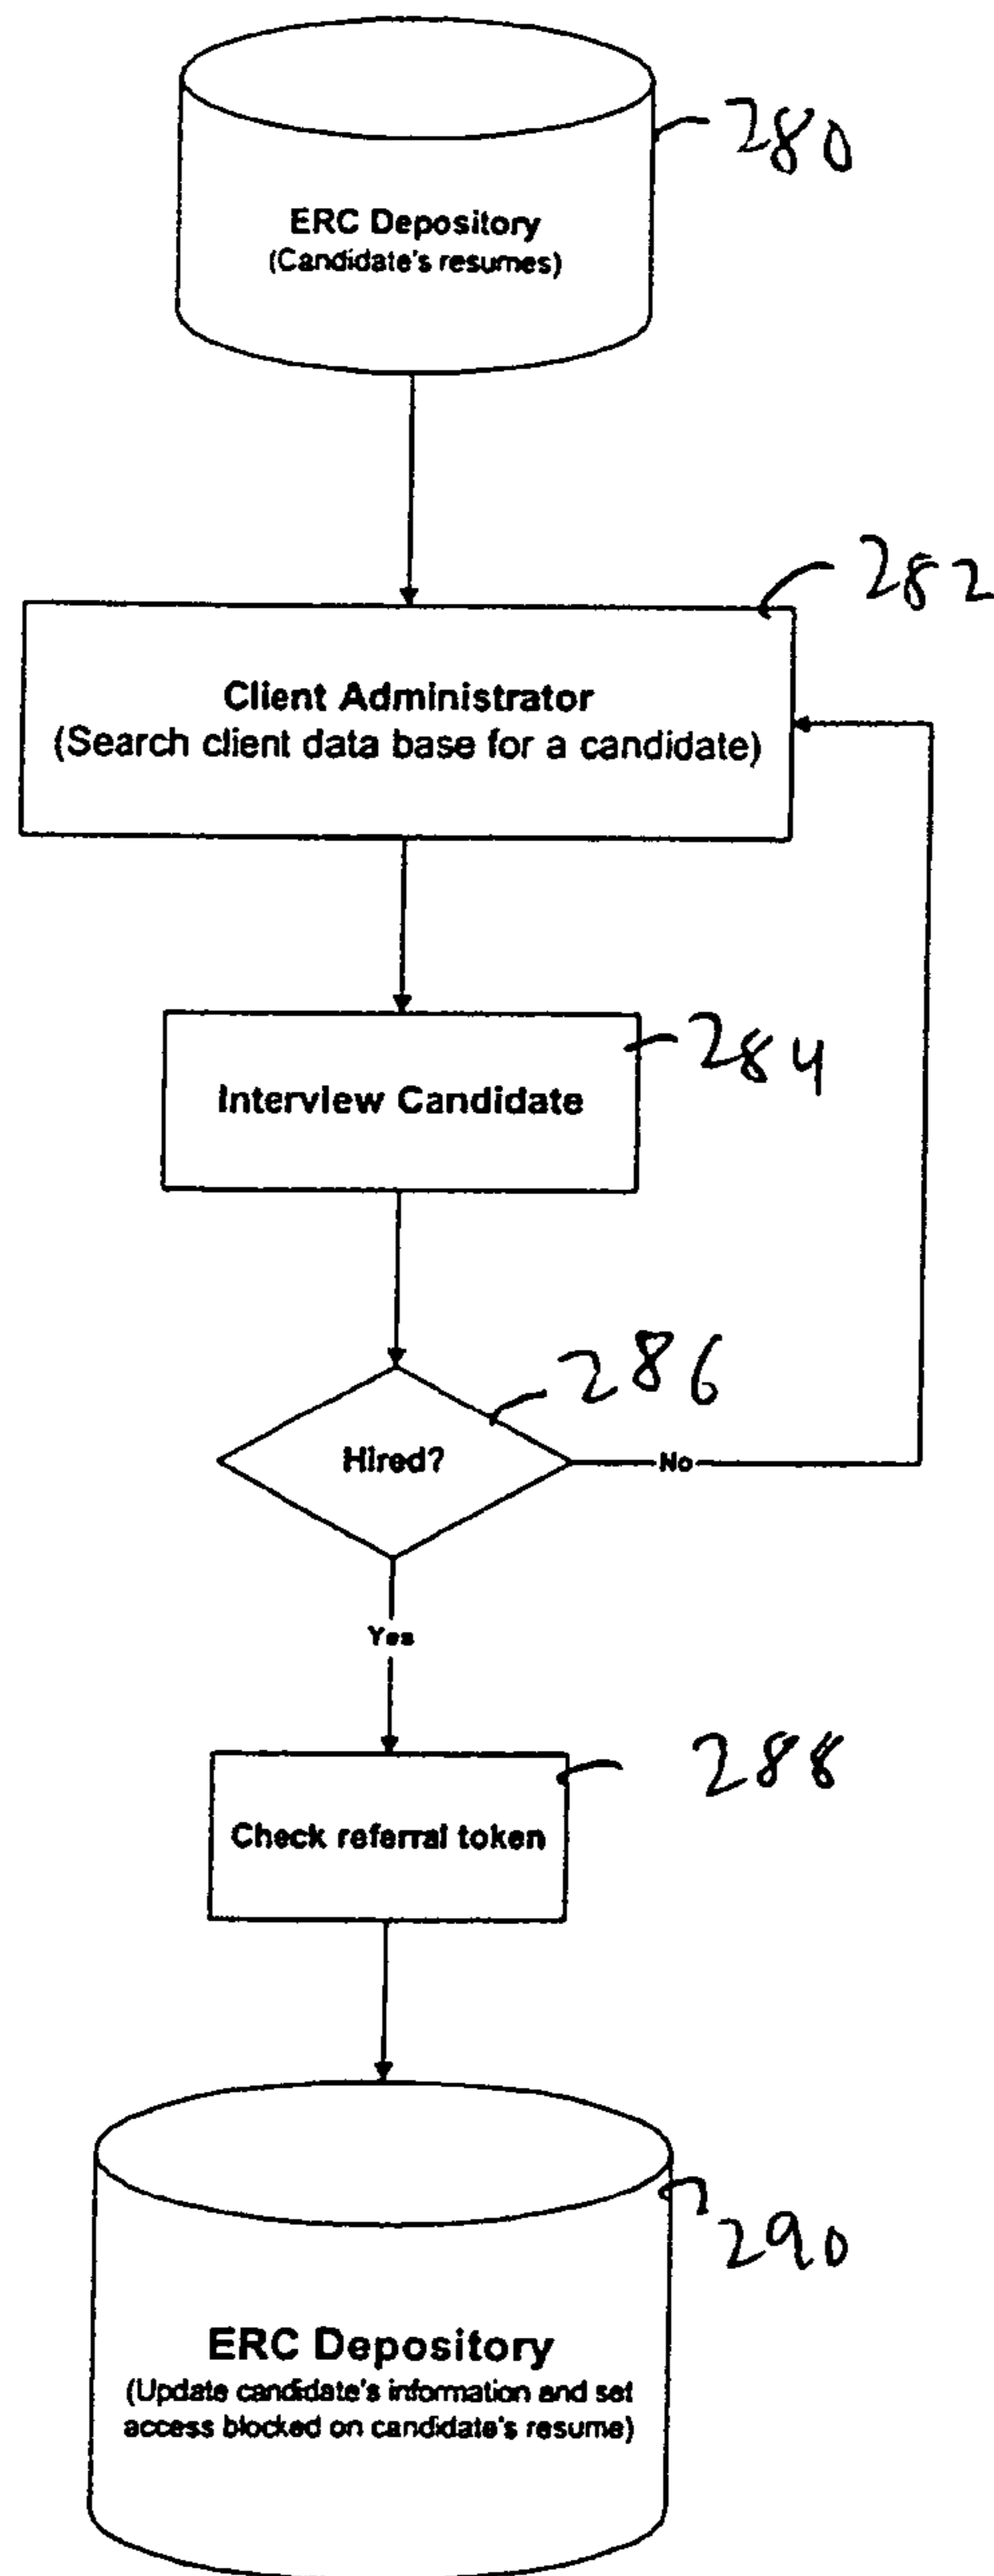 280
ERC Depository
(Candidate's resumes)
282
Client Administrator
(Search client data base for a candidate)
284
Interview Candidate
286
Hired?
No
Yes
288
Check referral token
290
ERC Depository
(Update candidate's information and set
access blocked on candidate's resume)